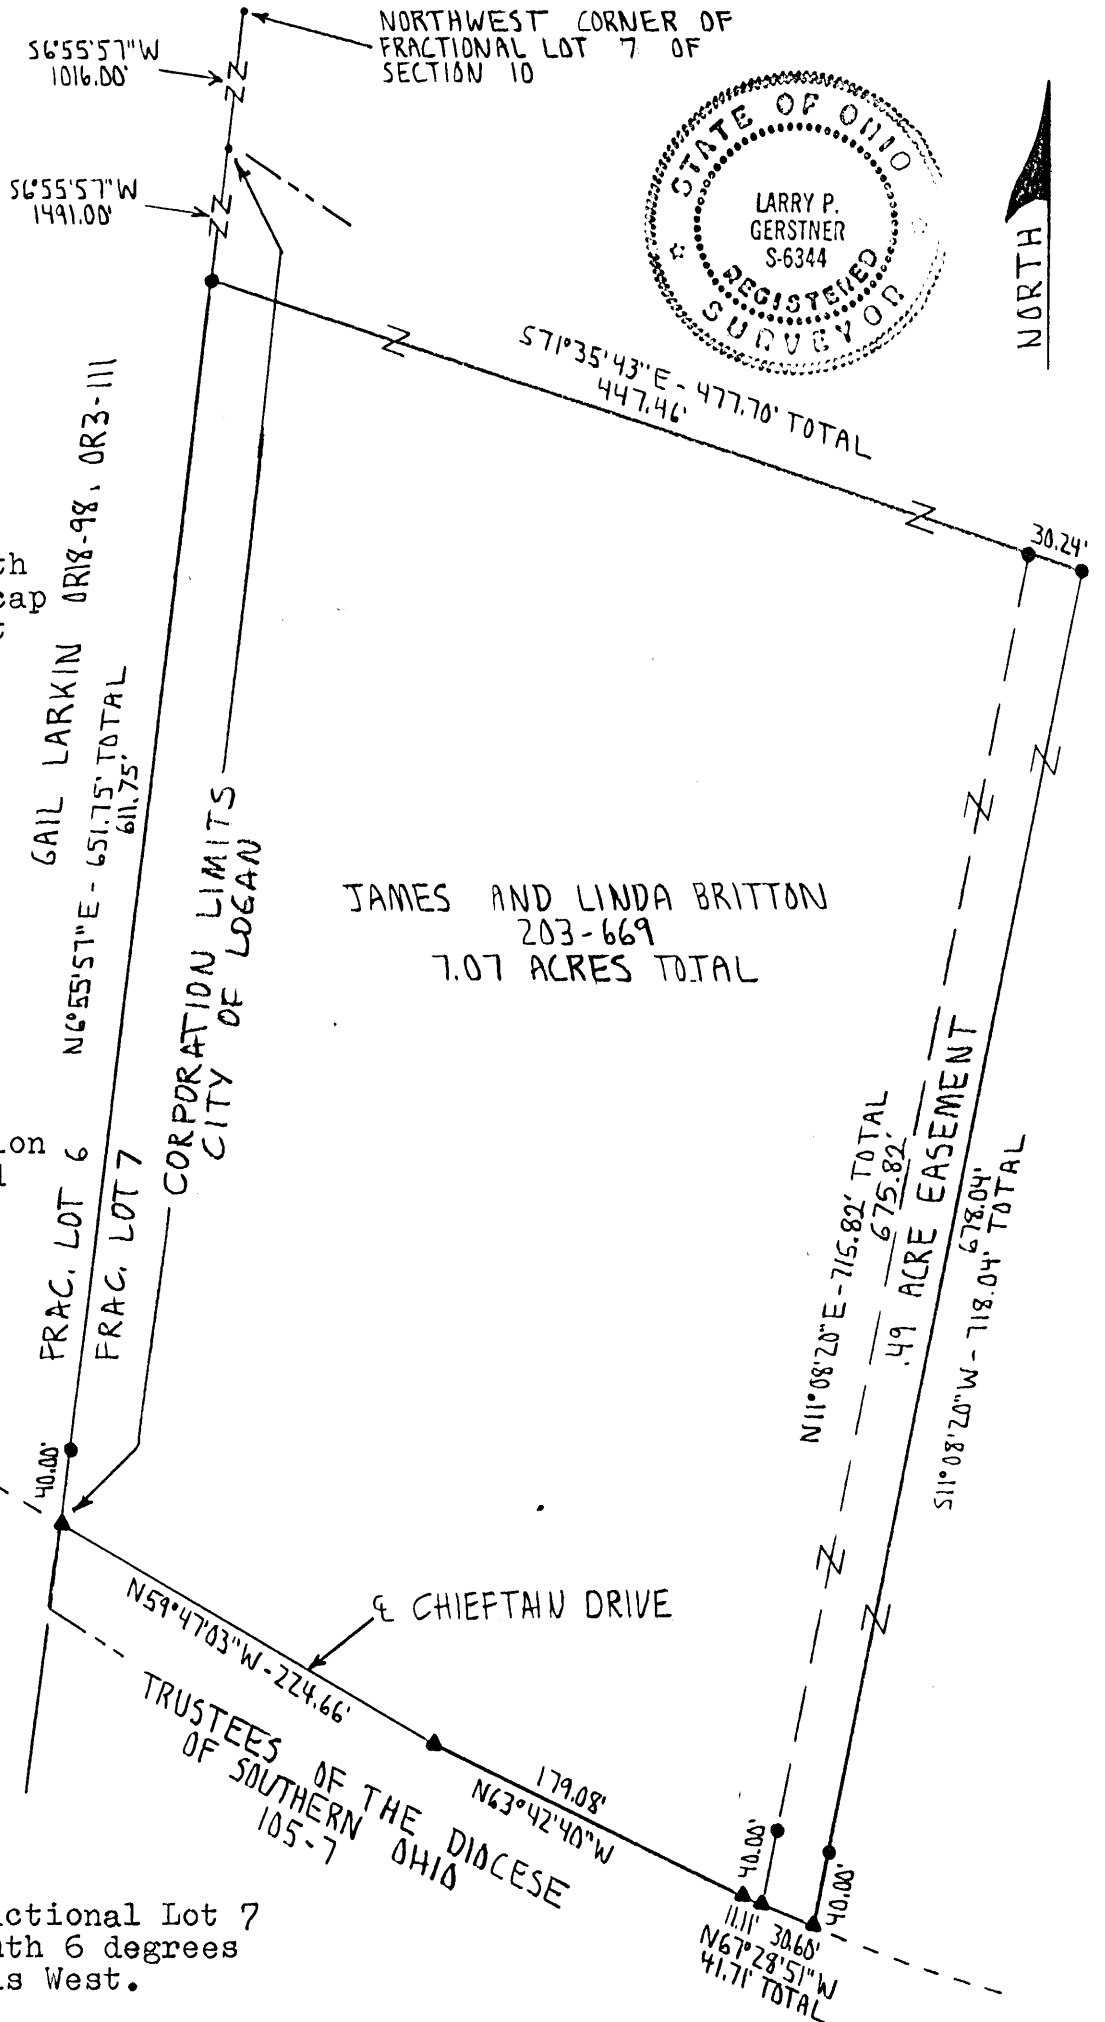 NORTHWEST CORNER OF
FRACTIONAL LOT 7 OF
SECTION 10
S6°55'57"W
1016.00'
S6°55'57"W
1491.00'
STATE OF OHIO
LARRY P.
GERSTNER
S-6344
REGISTERED
SURVEYOR
NORTH
S71°35'43"E - 477.70' TOTAL
447.46'
30.24'
GAIL LARKIN OR18-98, OR3-111
N6°55'57"E - 651.75' TOTAL
611.75'
CORPORATION LIMITS
CITY OF LOGAN
JAMES AND LINDA BRITTON
203-669
7.07 ACRES TOTAL
FRAC. LOT 6
FRAC. LOT 7
N11°08'20"E - 715.82' TOTAL
675.82'
.49 ACRE EASEMENT
678.04'
S11°08'20"W - 718.04' TOTAL
40.00'
℄ CHIEFTAIN DRIVE
N59°47'03"W - 224.66'
TRUSTEES OF THE DIOCESE
OF SOUTHERN OHIO
105-7
179.08'
N63°42'40"W
40.00'
40.00'
11.11' 30.60'
N67°28'51"W
41.71' TOTAL
cap
ctional Lot 7
th 6 degrees
s West.